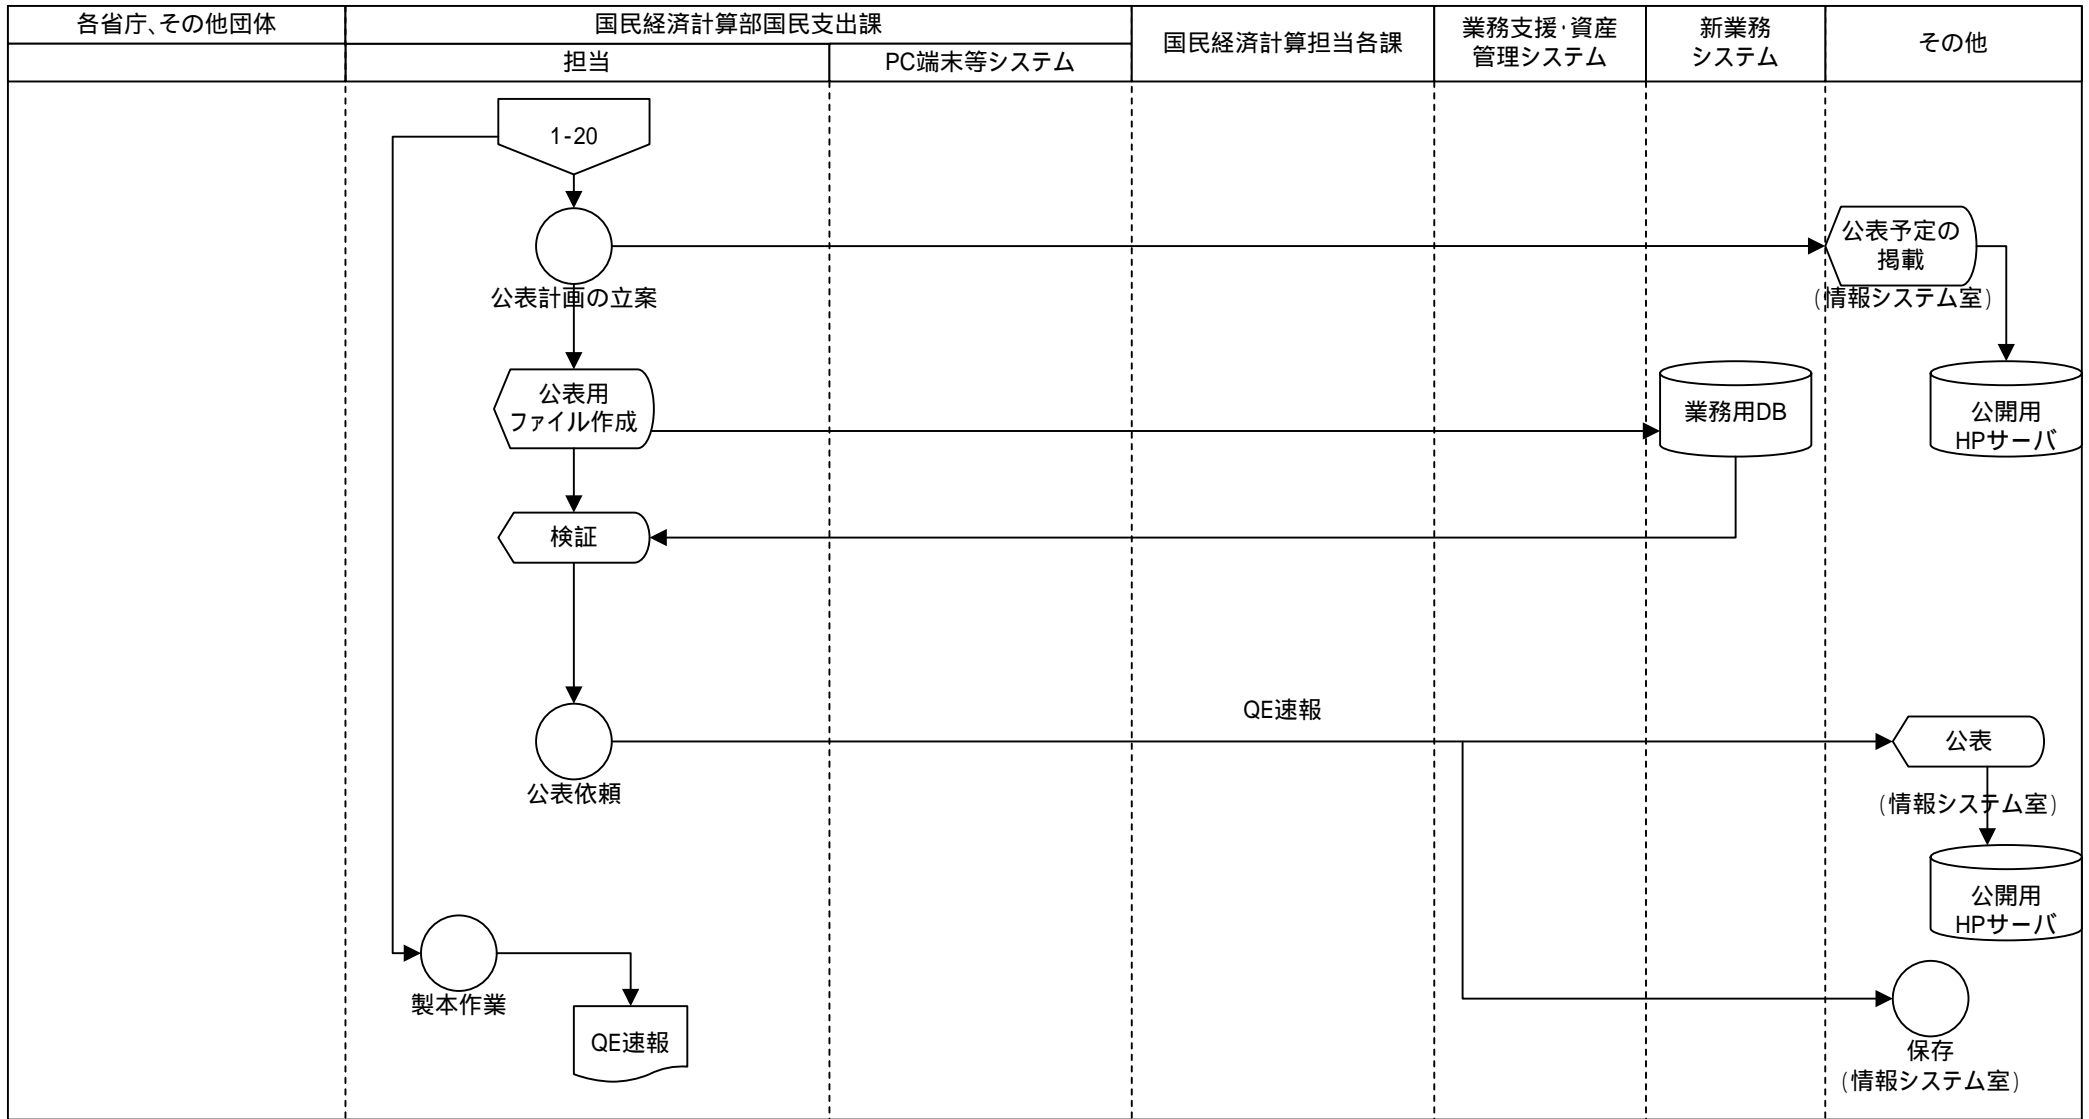 各省庁、その他団体
国民経済計算部国民支出課
担当
PC端末等システム
国民経済計算担当各課
業務支援・資産
管理システム
新業務
システム
その他
1-20
公表計画の立案
公表予定の
掲載
(情報システム室)
公開用
HPサーバ
公表用
ファイル作成
業務用DB
検証
公表依頼
QE速報
公表
(情報システム室)
公開用
HPサーバ
製本作業
QE速報
保存
(情報システム室)